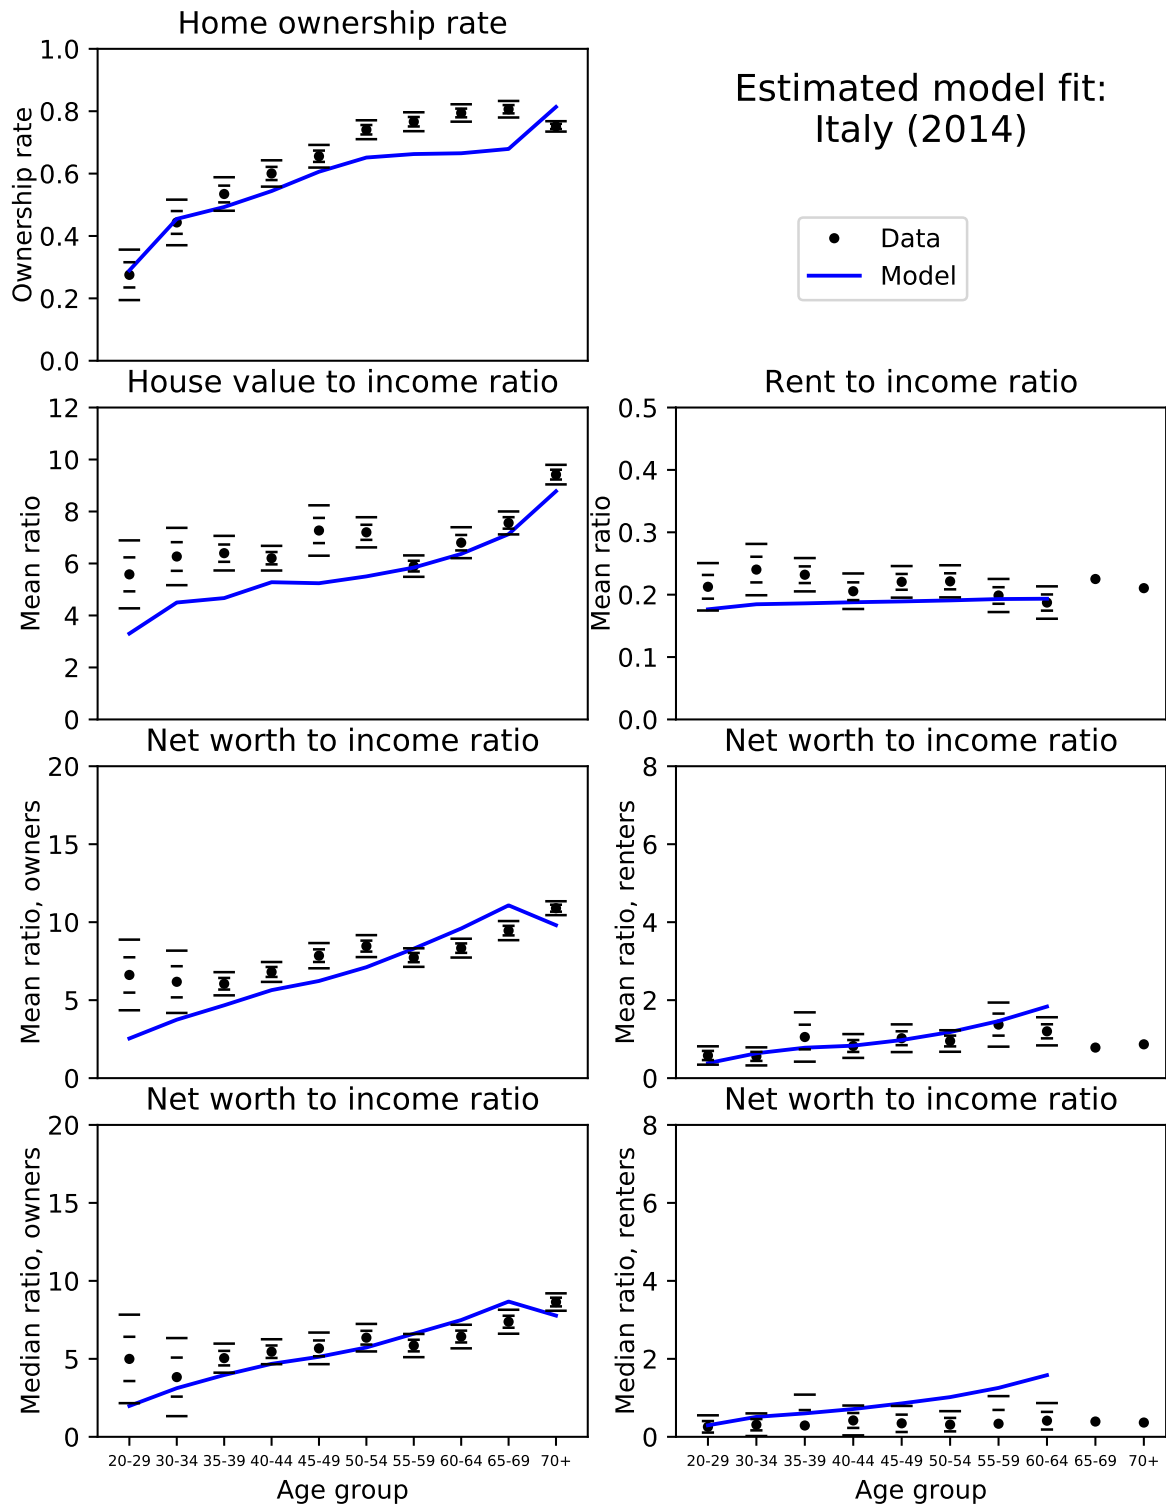 Home ownership rate
Estimated model fit:
Italy (2014)
Data
Model
Ownership rate
1.0
0.8
0.6
0.4
0.2
0.0
House value to income ratio
Mean ratio
12
10
8
6
4
2
0
Rent to income ratio
Mean ratio
0.5
0.4
0.3
0.2
0.1
0.0
Net worth to income ratio
Mean ratio, owners
20
15
10
5
0
Net worth to income ratio
Mean ratio, renters
8
6
4
2
0
Net worth to income ratio
Median ratio, owners
20
15
10
5
0
20-29 30-34 35-39 40-44 45-49 50-54 55-59 60-64 65-69 70+
Age group
Net worth to income ratio
Median ratio, renters
8
6
4
2
0
20-29 30-34 35-39 40-44 45-49 50-54 55-59 60-64 65-69 70+
Age group